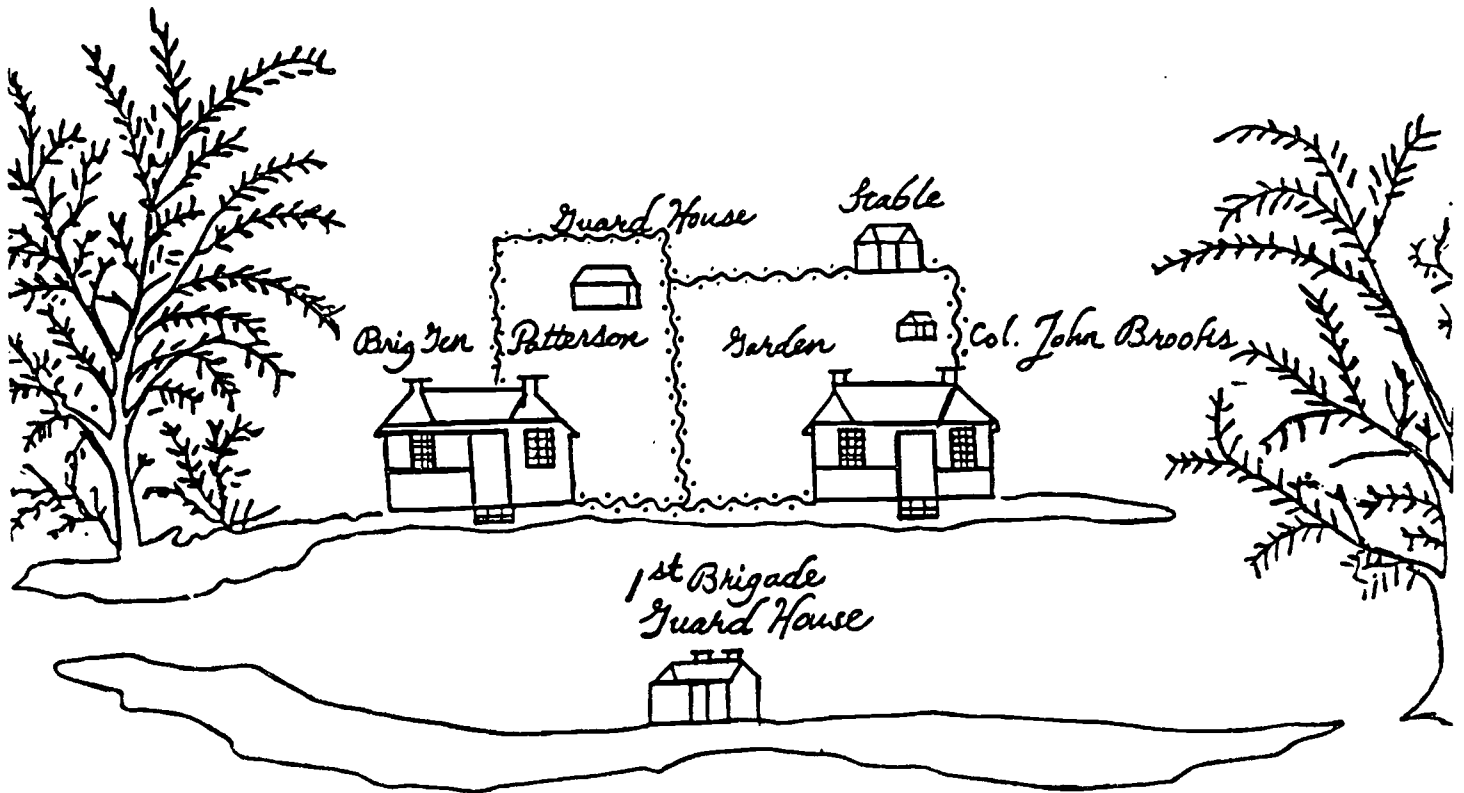 Stable
Guard House
Brig Gen Patterson
Garden
Col. John Brooks
1st Brigade
Guard House